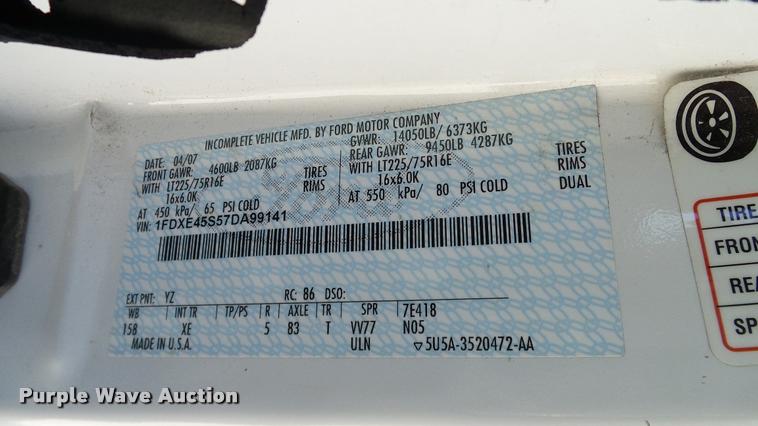 INCOMPLETE VEHICLE MFD. BY FORD MOTOR COMPANY
DATE: 04/07 GVWR: 14050LB/ 6373KG
FRONT GAWR: 4600LB 2087KG REAR GAWR: 9450LB 4287KG
WITH LT225/75R16E TIRES WITH LT225/75R16E TIRES
16x6.0K RIMS 16x6.0K RIMS
AT 450 kPa/ 65 PSI COLD AT 550 kPa/ 80 PSI COLD DUAL
VIN: 1FDXE45S57DA99141
EXT PNT: YZ RC: 86 DSO:
WB INT TR TP/PS R AXLE TR SPR 7E418
158 XE 5 83 T VV77 N05
MADE IN U.S.A. ULN ▽5U5A-3520472-AA
TIRE
FRON
REA
SP
Purple Wave Auction